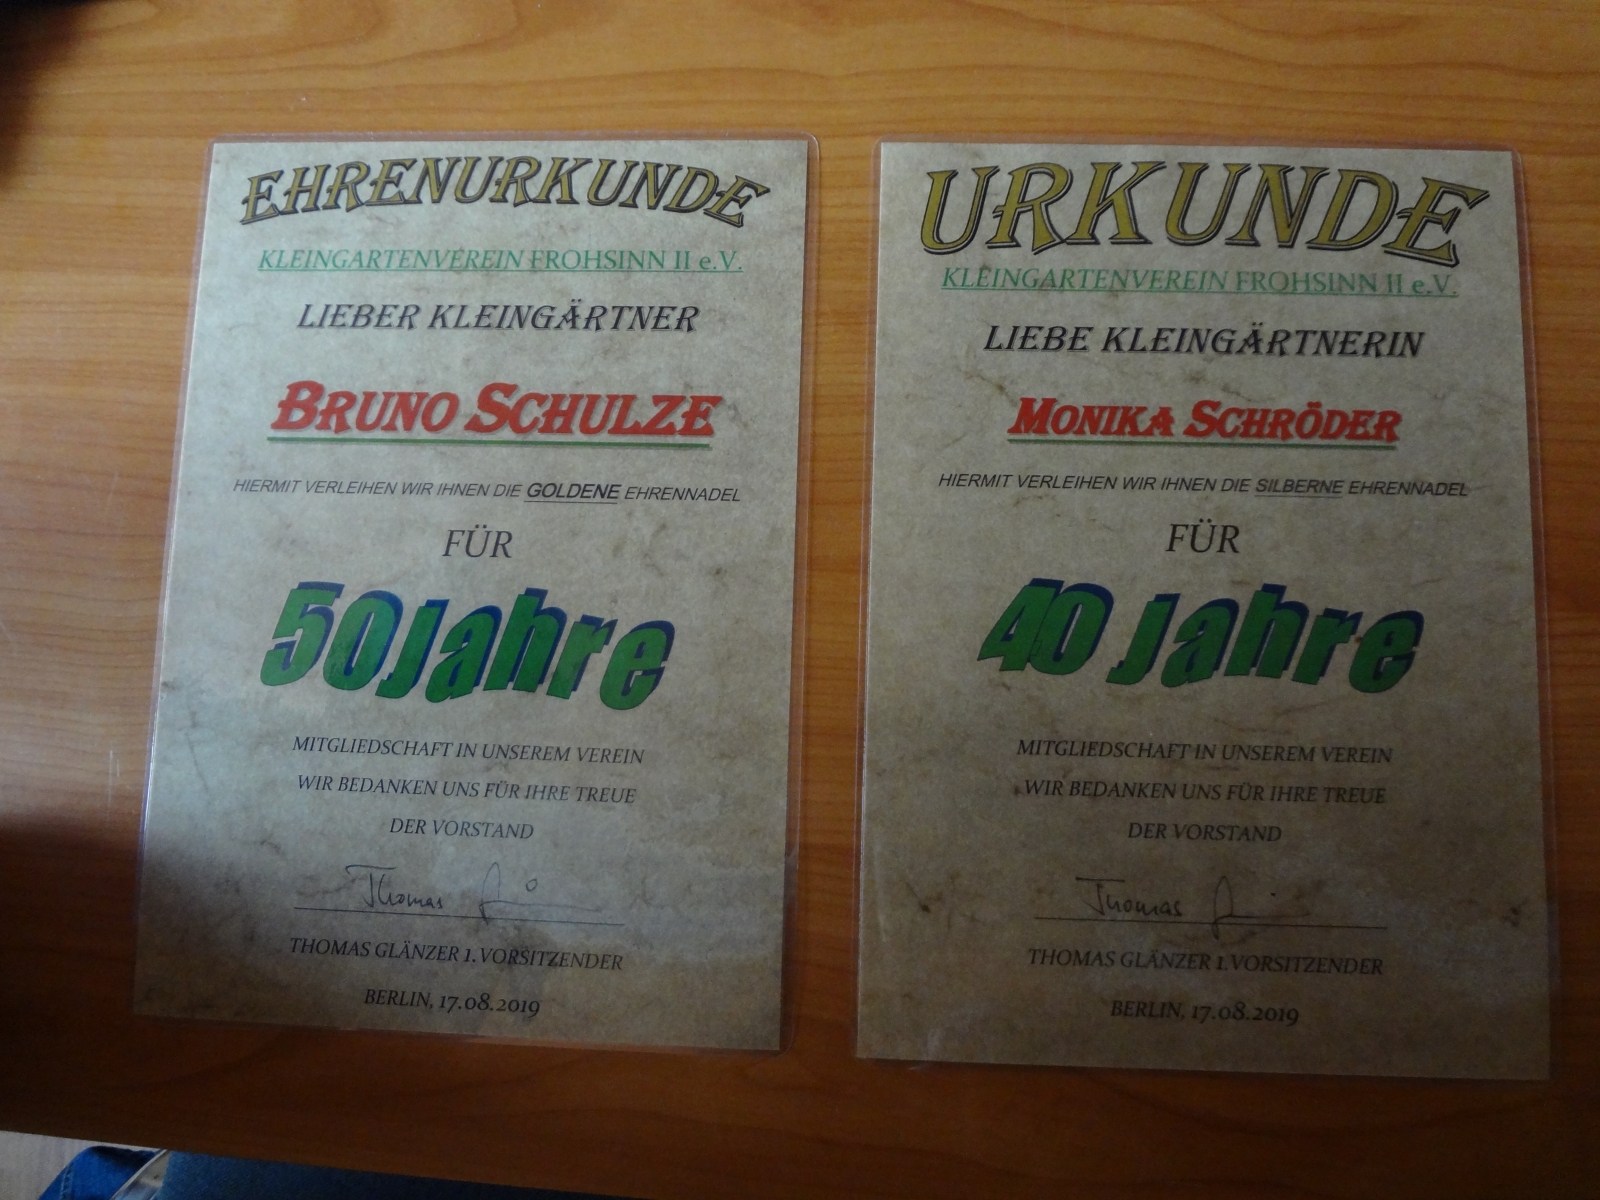 EHRENURKUNDE
KLEINGARTENVEREIN FROHSINN II e.V.
LIEBER KLEINGÄRTNER
BRUNO SCHULZE
HIERMIT VERLEIHEN WIR IHNEN DIE GOLDENE EHRENNADEL
FÜR
50 Jahre
MITGLIEDSCHAFT IN UNSEREM VEREIN
WIR BEDANKEN UNS FÜR IHRE TREUE
DER VORSTAND
Thomas
THOMAS GLÄNZER 1.VORSITZENDER
BERLIN, 17.08.2019
URKUNDE
KLEINGARTENVEREIN FROHSINN II e.V.
LIEBE KLEINGÄRTNERIN
MONIKA SCHRÖDER
HIERMIT VERLEIHEN WIR IHNEN DIE SILBERNE EHRENNADEL
FÜR
40 Jahre
MITGLIEDSCHAFT IN UNSEREM VEREIN
WIR BEDANKEN UNS FÜR IHRE TREUE
DER VORSTAND
Thomas
THOMAS GLÄNZER 1.VORSITZENDER
BERLIN, 17.08.2019